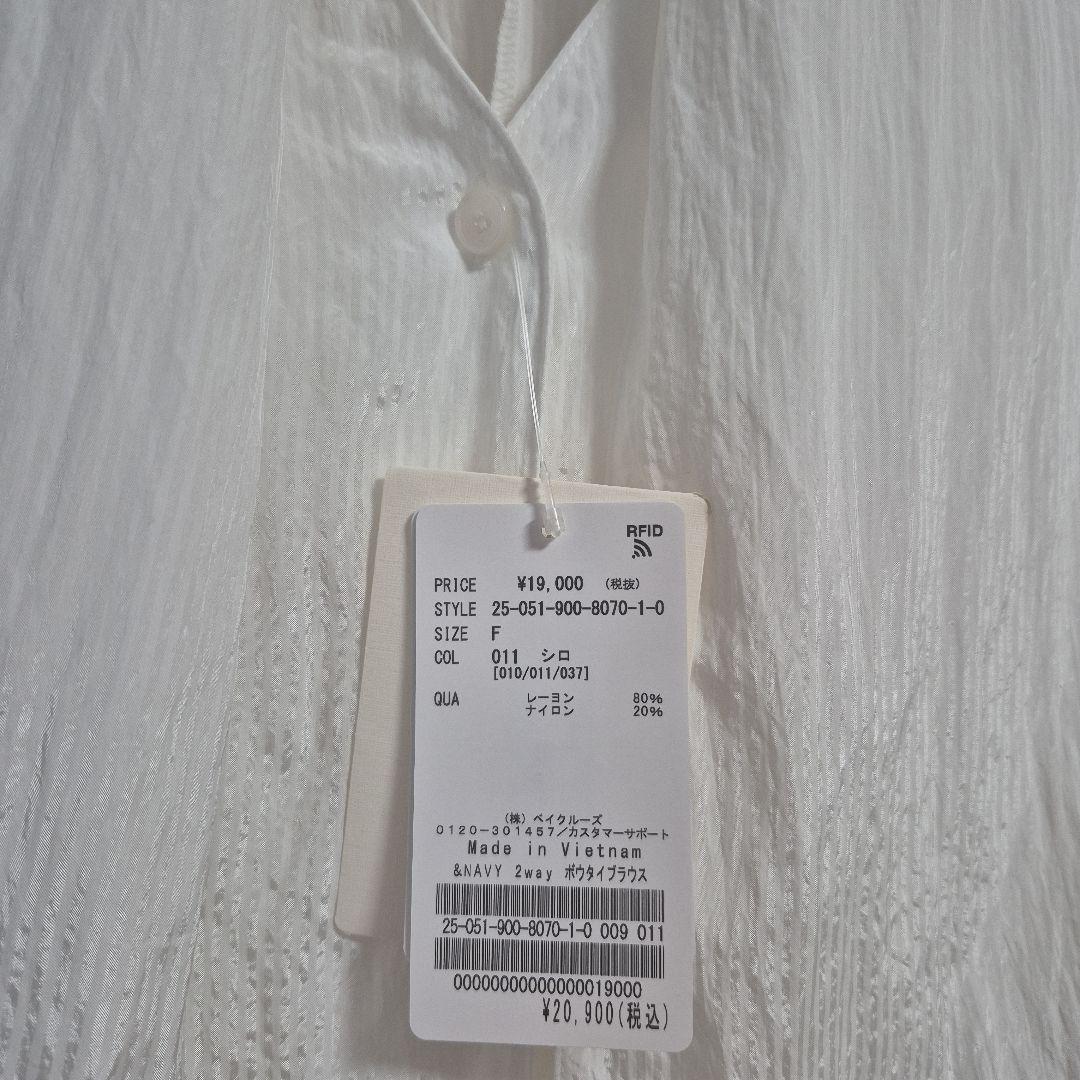 RFID
PRICE ¥19,000 (税抜)
STYLE 25-051-900-8070-1-0
SIZE F
COL 011 シロ
[010/011/037]
QUA レーヨン 80%
ナイロン 20%
(株)ベイクルーズ
0120-301457/カスタマーサポート
Made in Vietnam
&NAVY 2way ボウタイブラウス
25-051-900-8070-1-0 009 011
00000000000000019000
¥20,900(税込)